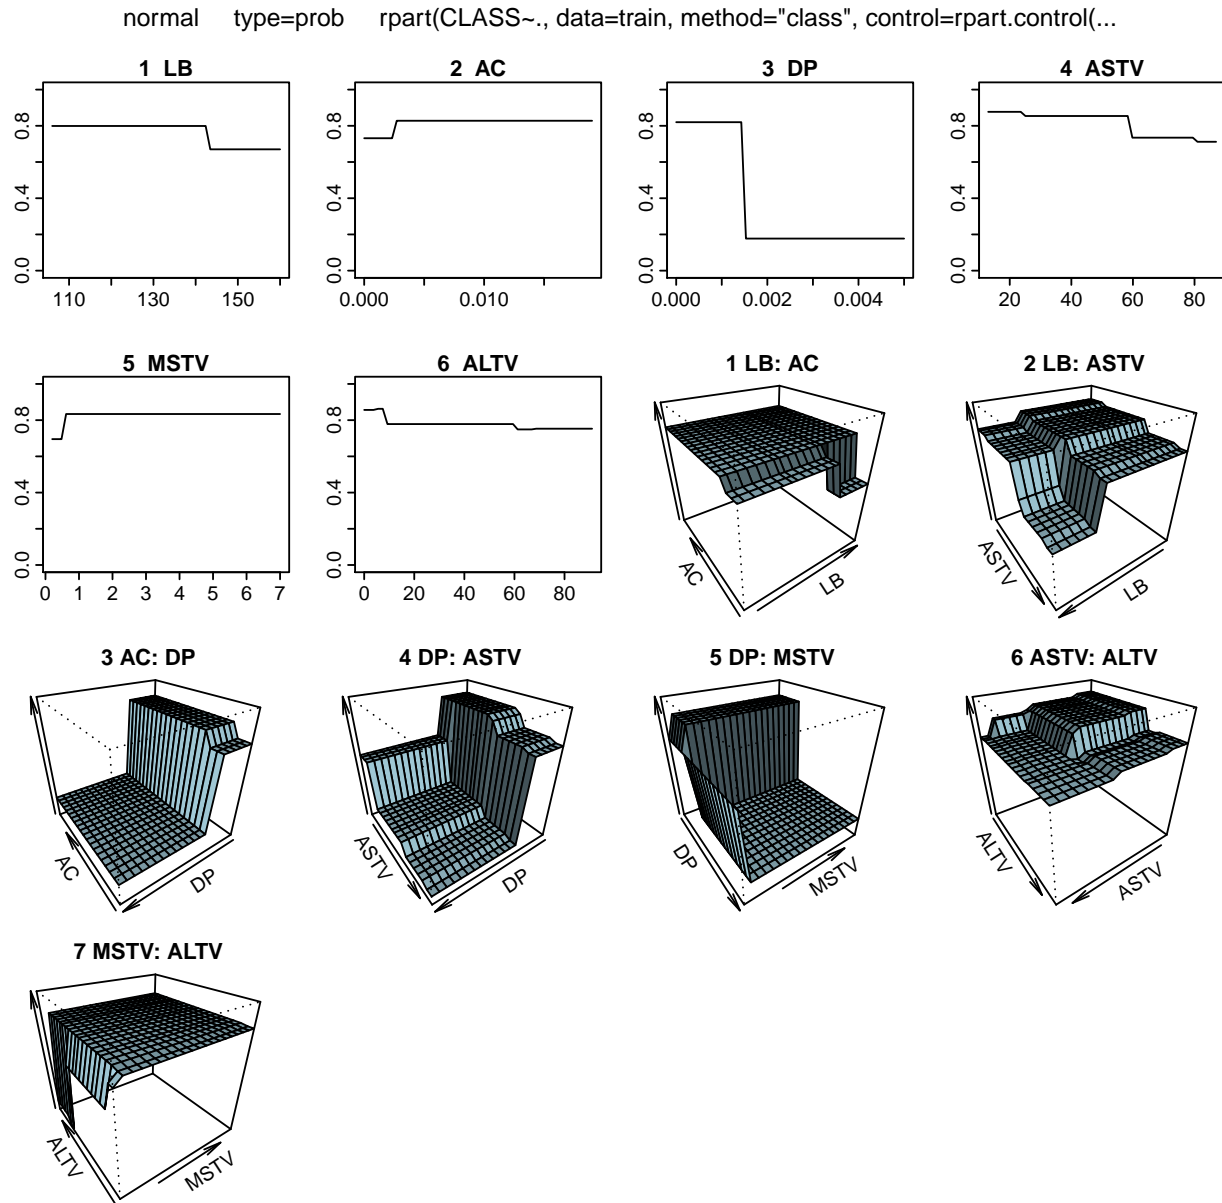 normal type=prob rpart(CLASS~., data=train, method="class", control=rpart.control(...
1 LB
2 AC
3 DP
4 ASTV
0.0 0.4 0.8
110 130 150
0.0 0.4 0.8
0.000 0.010
0.0 0.4 0.8
0.000 0.002 0.004
0.0 0.4 0.8
20 40 60 80
5 MSTV
6 ALTV
1 LB: AC
2 LB: ASTV
0.0 0.4 0.8
0 1 2 3 4 5 6 7
0.0 0.4 0.8
0 20 40 60 80
AC
LB
ASTV
LB
3 AC: DP
4 DP: ASTV
5 DP: MSTV
6 ASTV: ALTV
AC
DP
ASTV
DP
DP
MSTV
ALTV
ASTV
7 MSTV: ALTV
ALTV
MSTV